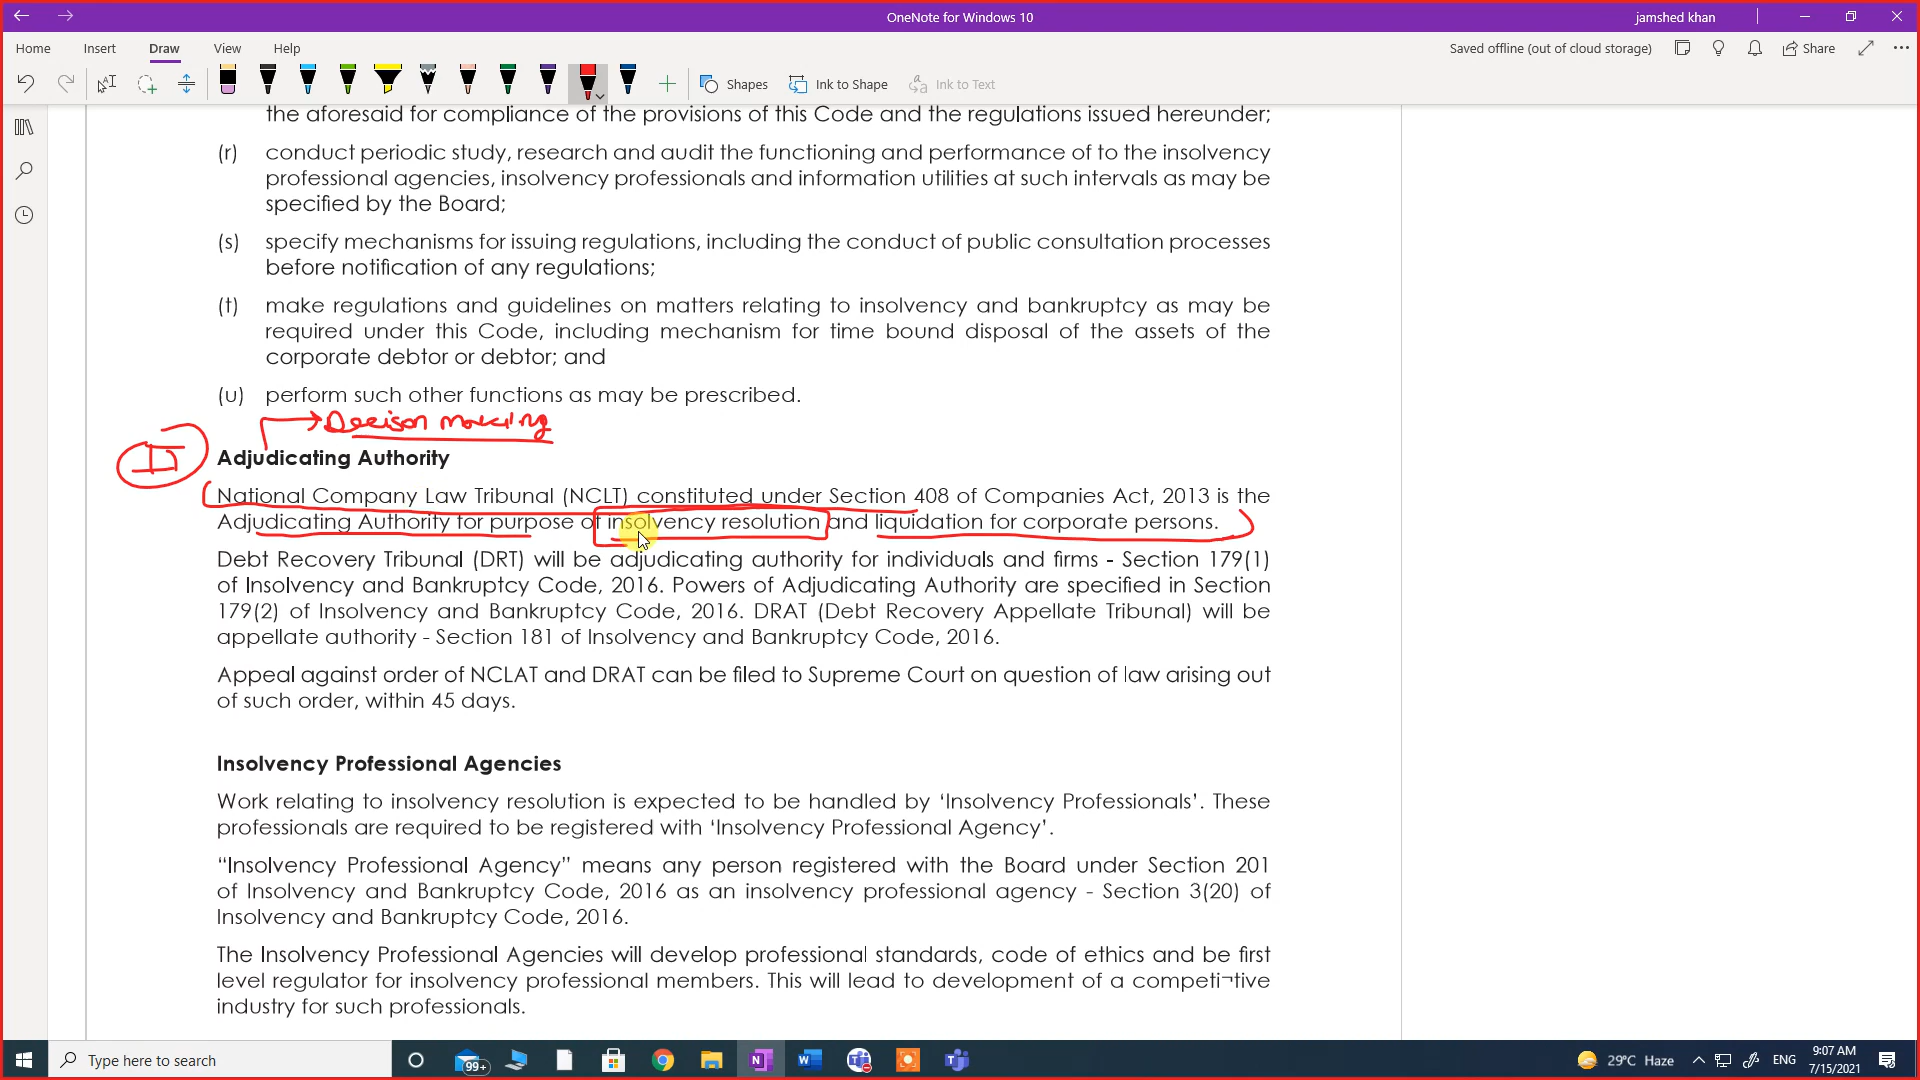 OneNote for Windows 10
jamshed khan
Home Insert Draw View Help
Saved offline (out of cloud storage) Share
Shapes Ink to Shape Ink to Text
the aforesaid for compliance of the provisions of this Code and the regulations issued hereunder;
(r) conduct periodic study, research and audit the functioning and performance of to the insolvency
professional agencies, insolvency professionals and information utilities at such intervals as may be
specified by the Board;
(s) specify mechanisms for issuing regulations, including the conduct of public consultation processes
before notification of any regulations;
(t) make regulations and guidelines on matters relating to insolvency and bankruptcy as may be
required under this Code, including mechanism for time bound disposal of the assets of the
corporate debtor or debtor; and
(u) perform such other functions as may be prescribed.
Decison making
II
Adjudicating Authority
National Company Law Tribunal (NCLT) constituted under Section 408 of Companies Act, 2013 is the
Adjudicating Authority for purpose of insolvency resolution and liquidation for corporate persons.
Debt Recovery Tribunal (DRT) will be adjudicating authority for individuals and firms - Section 179(1)
of Insolvency and Bankruptcy Code, 2016. Powers of Adjudicating Authority are specified in Section
179(2) of Insolvency and Bankruptcy Code, 2016. DRAT (Debt Recovery Appellate Tribunal) will be
appellate authority - Section 181 of Insolvency and Bankruptcy Code, 2016.
Appeal against order of NCLAT and DRAT can be filed to Supreme Court on question of law arising out
of such order, within 45 days.
Insolvency Professional Agencies
Work relating to insolvency resolution is expected to be handled by ‘Insolvency Professionals’. These
professionals are required to be registered with ‘Insolvency Professional Agency’.
“Insolvency Professional Agency” means any person registered with the Board under Section 201
of Insolvency and Bankruptcy Code, 2016 as an insolvency professional agency - Section 3(20) of
Insolvency and Bankruptcy Code, 2016.
The Insolvency Professional Agencies will develop professional standards, code of ethics and be first
level regulator for insolvency professional members. This will lead to development of a competi¬tive
industry for such professionals.
Type here to search
99+
29°C Haze
ENG
9:07 AM
7/15/2021